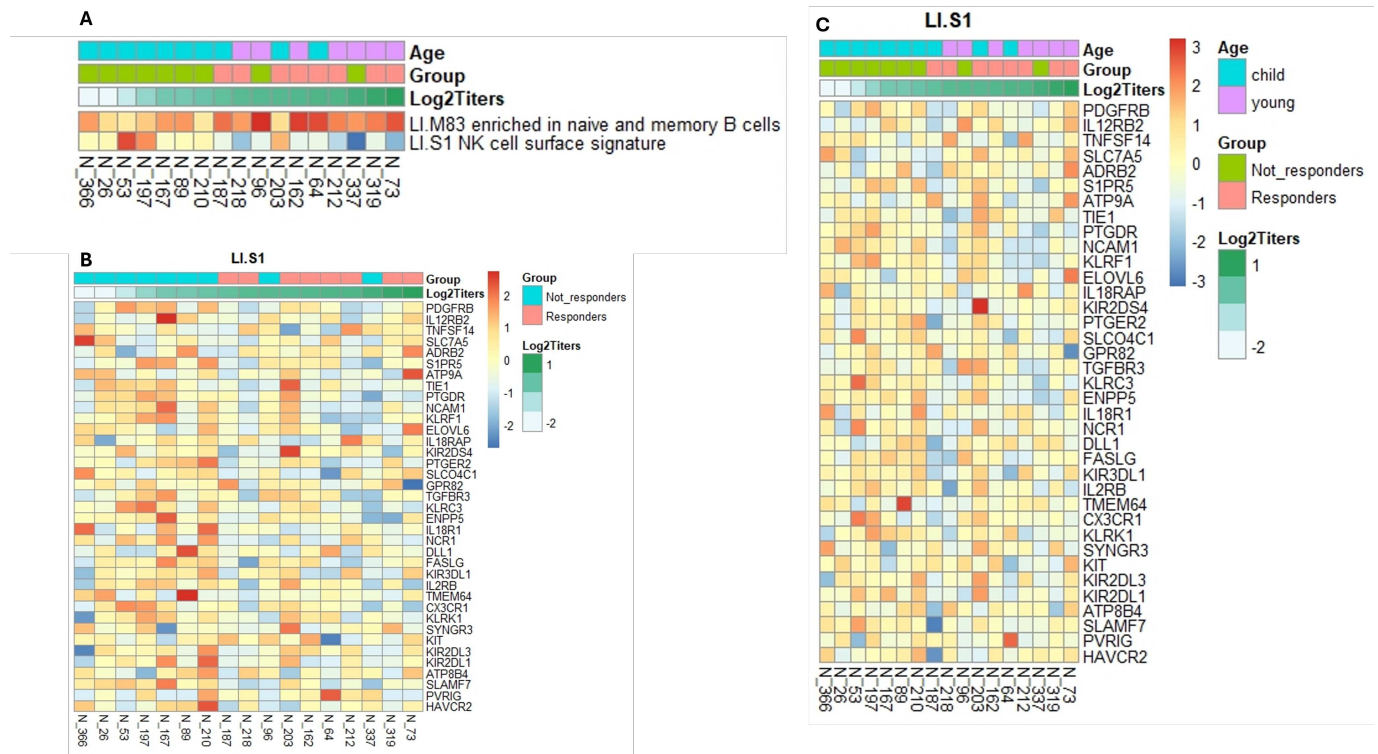 A
Age
Group
Log2Titers
LI.M83 enriched in naive and memory B cells
LI.S1 NK cell surface signature
N_366
N_26
N_53
N_197
N_167
N_89
N_210
N_187
N_218
N_96
N_203
N_162
N_64
N_212
N_337
N_319
N_73
B
LI.S1
Group
Log2Titers
PDGFRB
IL12RB2
TNFSF14
SLC7A5
ADRB2
S1PR5
ATP9A
TIE1
PTGDR
NCAM1
KLRF1
ELOVL6
IL18RAP
KIR2DS4
PTGER2
SLCO4C1
GPR82
TGFBR3
KLRC3
ENPP5
IL18R1
NCR1
DLL1
FASLG
KIR3DL1
IL2RB
TMEM64
CX3CR1
KLRK1
SYNGR3
KIT
KIR2DL3
KIR2DL1
ATP8B4
SLAMF7
PVRIG
HAVCR2
N_366
N_26
N_53
N_197
N_167
N_89
N_210
N_187
N_218
N_96
N_203
N_162
N_64
N_212
N_337
N_319
N_73
2
1
0
-1
-2
Group
Not_responders
Responders
Log2Titers
1
-2
C
LI.S1
Age
Group
Log2Titers
PDGFRB
IL12RB2
TNFSF14
SLC7A5
ADRB2
S1PR5
ATP9A
TIE1
PTGDR
NCAM1
KLRF1
ELOVL6
IL18RAP
KIR2DS4
PTGER2
SLCO4C1
GPR82
TGFBR3
KLRC3
ENPP5
IL18R1
NCR1
DLL1
FASLG
KIR3DL1
IL2RB
TMEM64
CX3CR1
KLRK1
SYNGR3
KIT
KIR2DL3
KIR2DL1
ATP8B4
SLAMF7
PVRIG
HAVCR2
N_366
N_26
N_53
N_197
N_167
N_89
N_210
N_187
N_218
N_96
N_203
N_162
N_64
N_212
N_337
N_319
N_73
3
2
1
0
-1
-2
-3
Age
child
young
Group
Not_responders
Responders
Log2Titers
1
-2